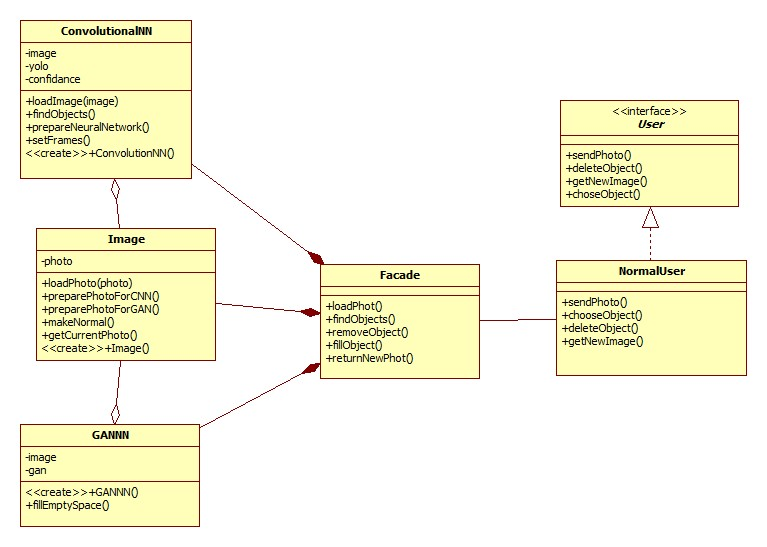 ConvolutionalNN
-image
-yolo
-confidance
+loadImage(image)
+findObjects()
+prepareNeuralNetwork()
+setFrames()
<<create>>+ConvolutionNN()
Image
-photo
+loadPhoto(photo)
+preparePhotoForCNN()
+preparePhotoForGAN()
+makeNormal()
+getCurrentPhoto()
<<create>>+Image()
GANNN
-image
-gan
<<create>>+GANNN()
+fillEmptySpace()
Facade
+loadPhot()
+findObjects()
+removeObject()
+fillObject()
+returnNewPhot()
<<interface>>
User
+sendPhoto()
+deleteObject()
+getNewImage()
+choseObject()
NormalUser
+sendPhoto()
+chooseObject()
+deleteObject()
+getNewImage()